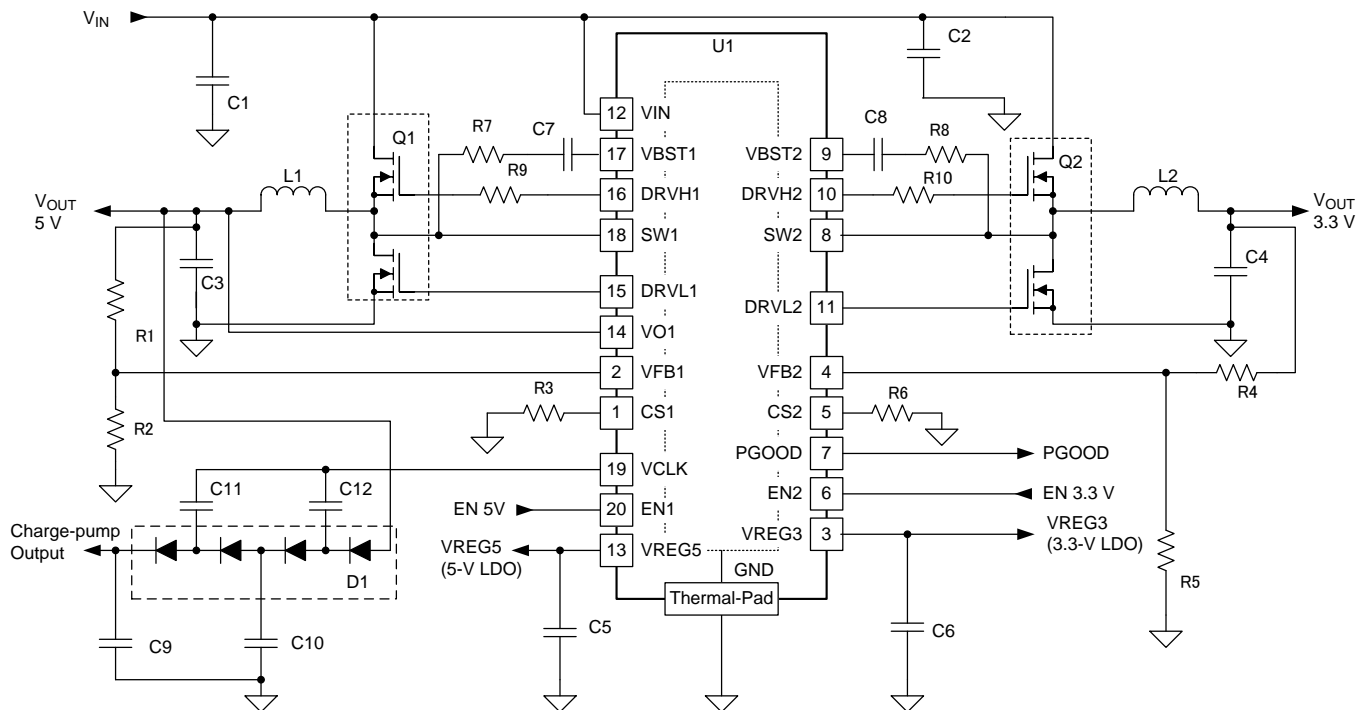 VIN
U1
C2
C1
12 VIN
Q1
R7
C7
17 VBST1
VBST2 9
C8
R8
Q2
R9
16 DRVH1
DRVH2 10
R10
L1
L2
VOUT
5 V
VOUT
3.3 V
18 SW1
SW2 8
C3
C4
15 DRVL1
DRVL2 11
R1
14 VO1
2 VFB1
VFB2 4
R4
R3
1 CS1
CS2 5
R6
R2
PGOOD 7
PGOOD
19 VCLK
C11
C12
EN2 6
EN 3.3 V
EN 5V
20 EN1
Charge-pump
Output
VREG5
(5-V LDO)
13 VREG5
VREG3 3
VREG3
(3.3-V LDO)
D1
GND
R5
Thermal-Pad
C9
C10
C5
C6